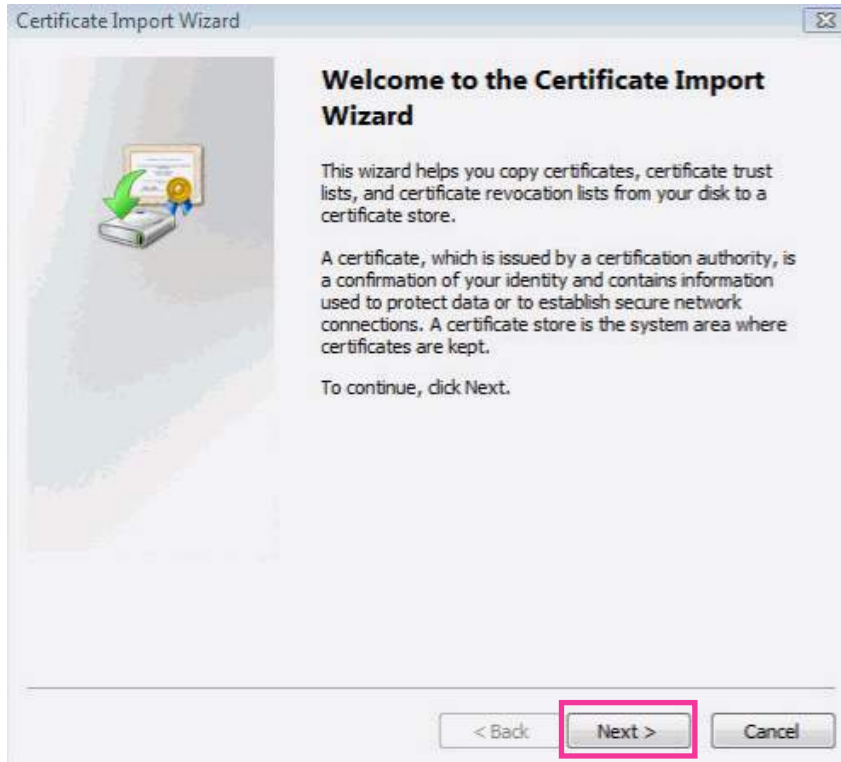 Certificate Import Wizard
Welcome to the Certificate Import
Wizard
This wizard helps you copy certificates, certificate trust
lists, and certificate revocation lists from your disk to a
certificate store.
A certificate, which is issued by a certification authority, is
a confirmation of your identity and contains information
used to protect data or to establish secure network
connections. A certificate store is the system area where
certificates are kept.
To continue, click Next.
< Back Next > Cancel